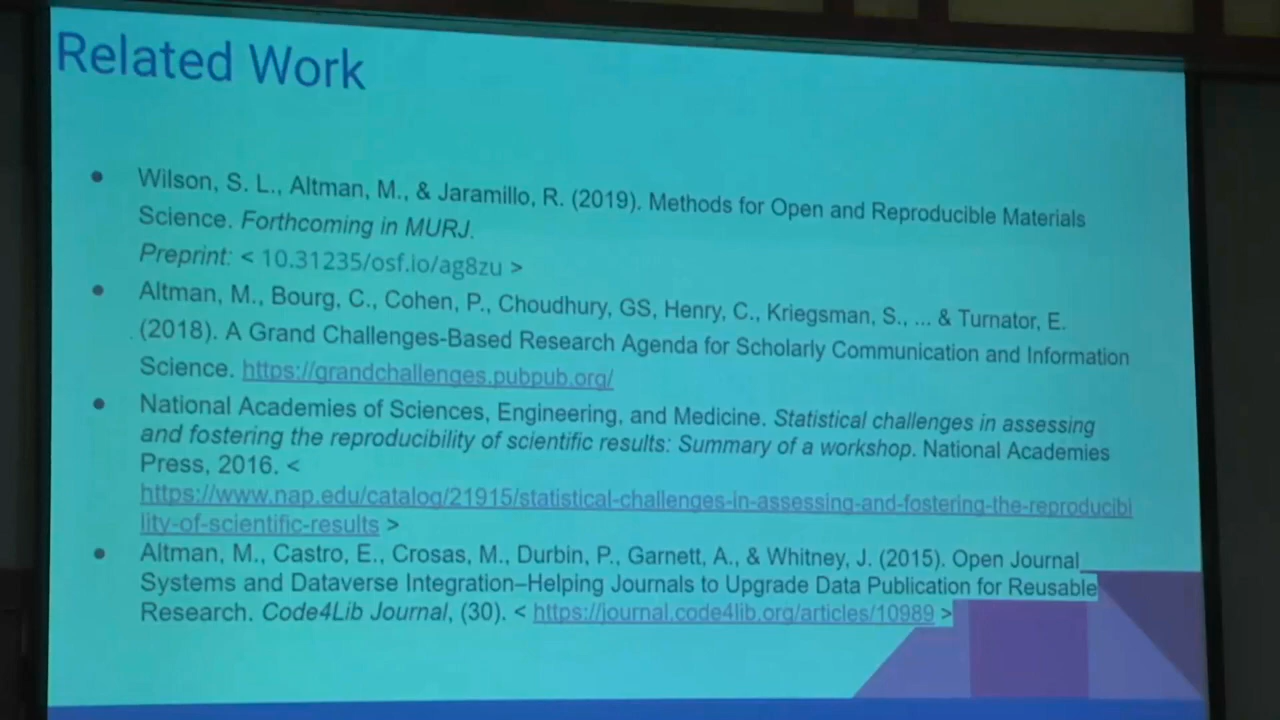 Related Work
• Wilson, S. L., Altman, M., & Jaramillo, R. (2019). Methods for Open and Reproducible Materials
Science. Forthcoming in MURJ.
Preprint: < 10.31235/osf.io/ag8zu >
• Altman, M., Bourg, C., Cohen, P., Choudhury, GS, Henry, C., Kriegsman, S., ... & Turnator, E.
(2018). A Grand Challenges-Based Research Agenda for Scholarly Communication and Information
Science. https://grandchallenges.pubpub.org/
• National Academies of Sciences, Engineering, and Medicine. Statistical challenges in assessing
and fostering the reproducibility of scientific results: Summary of a workshop. National Academies
Press, 2016. <
https://www.nap.edu/catalog/21915/statistical-challenges-in-assessing-and-fostering-the-reproducibi
lity-of-scientific-results >
• Altman, M., Castro, E., Crosas, M., Durbin, P., Garnett, A., & Whitney, J. (2015). Open Journal
Systems and Dataverse Integration–Helping Journals to Upgrade Data Publication for Reusable
Research. Code4Lib Journal, (30). < https://journal.code4lib.org/articles/10989 >